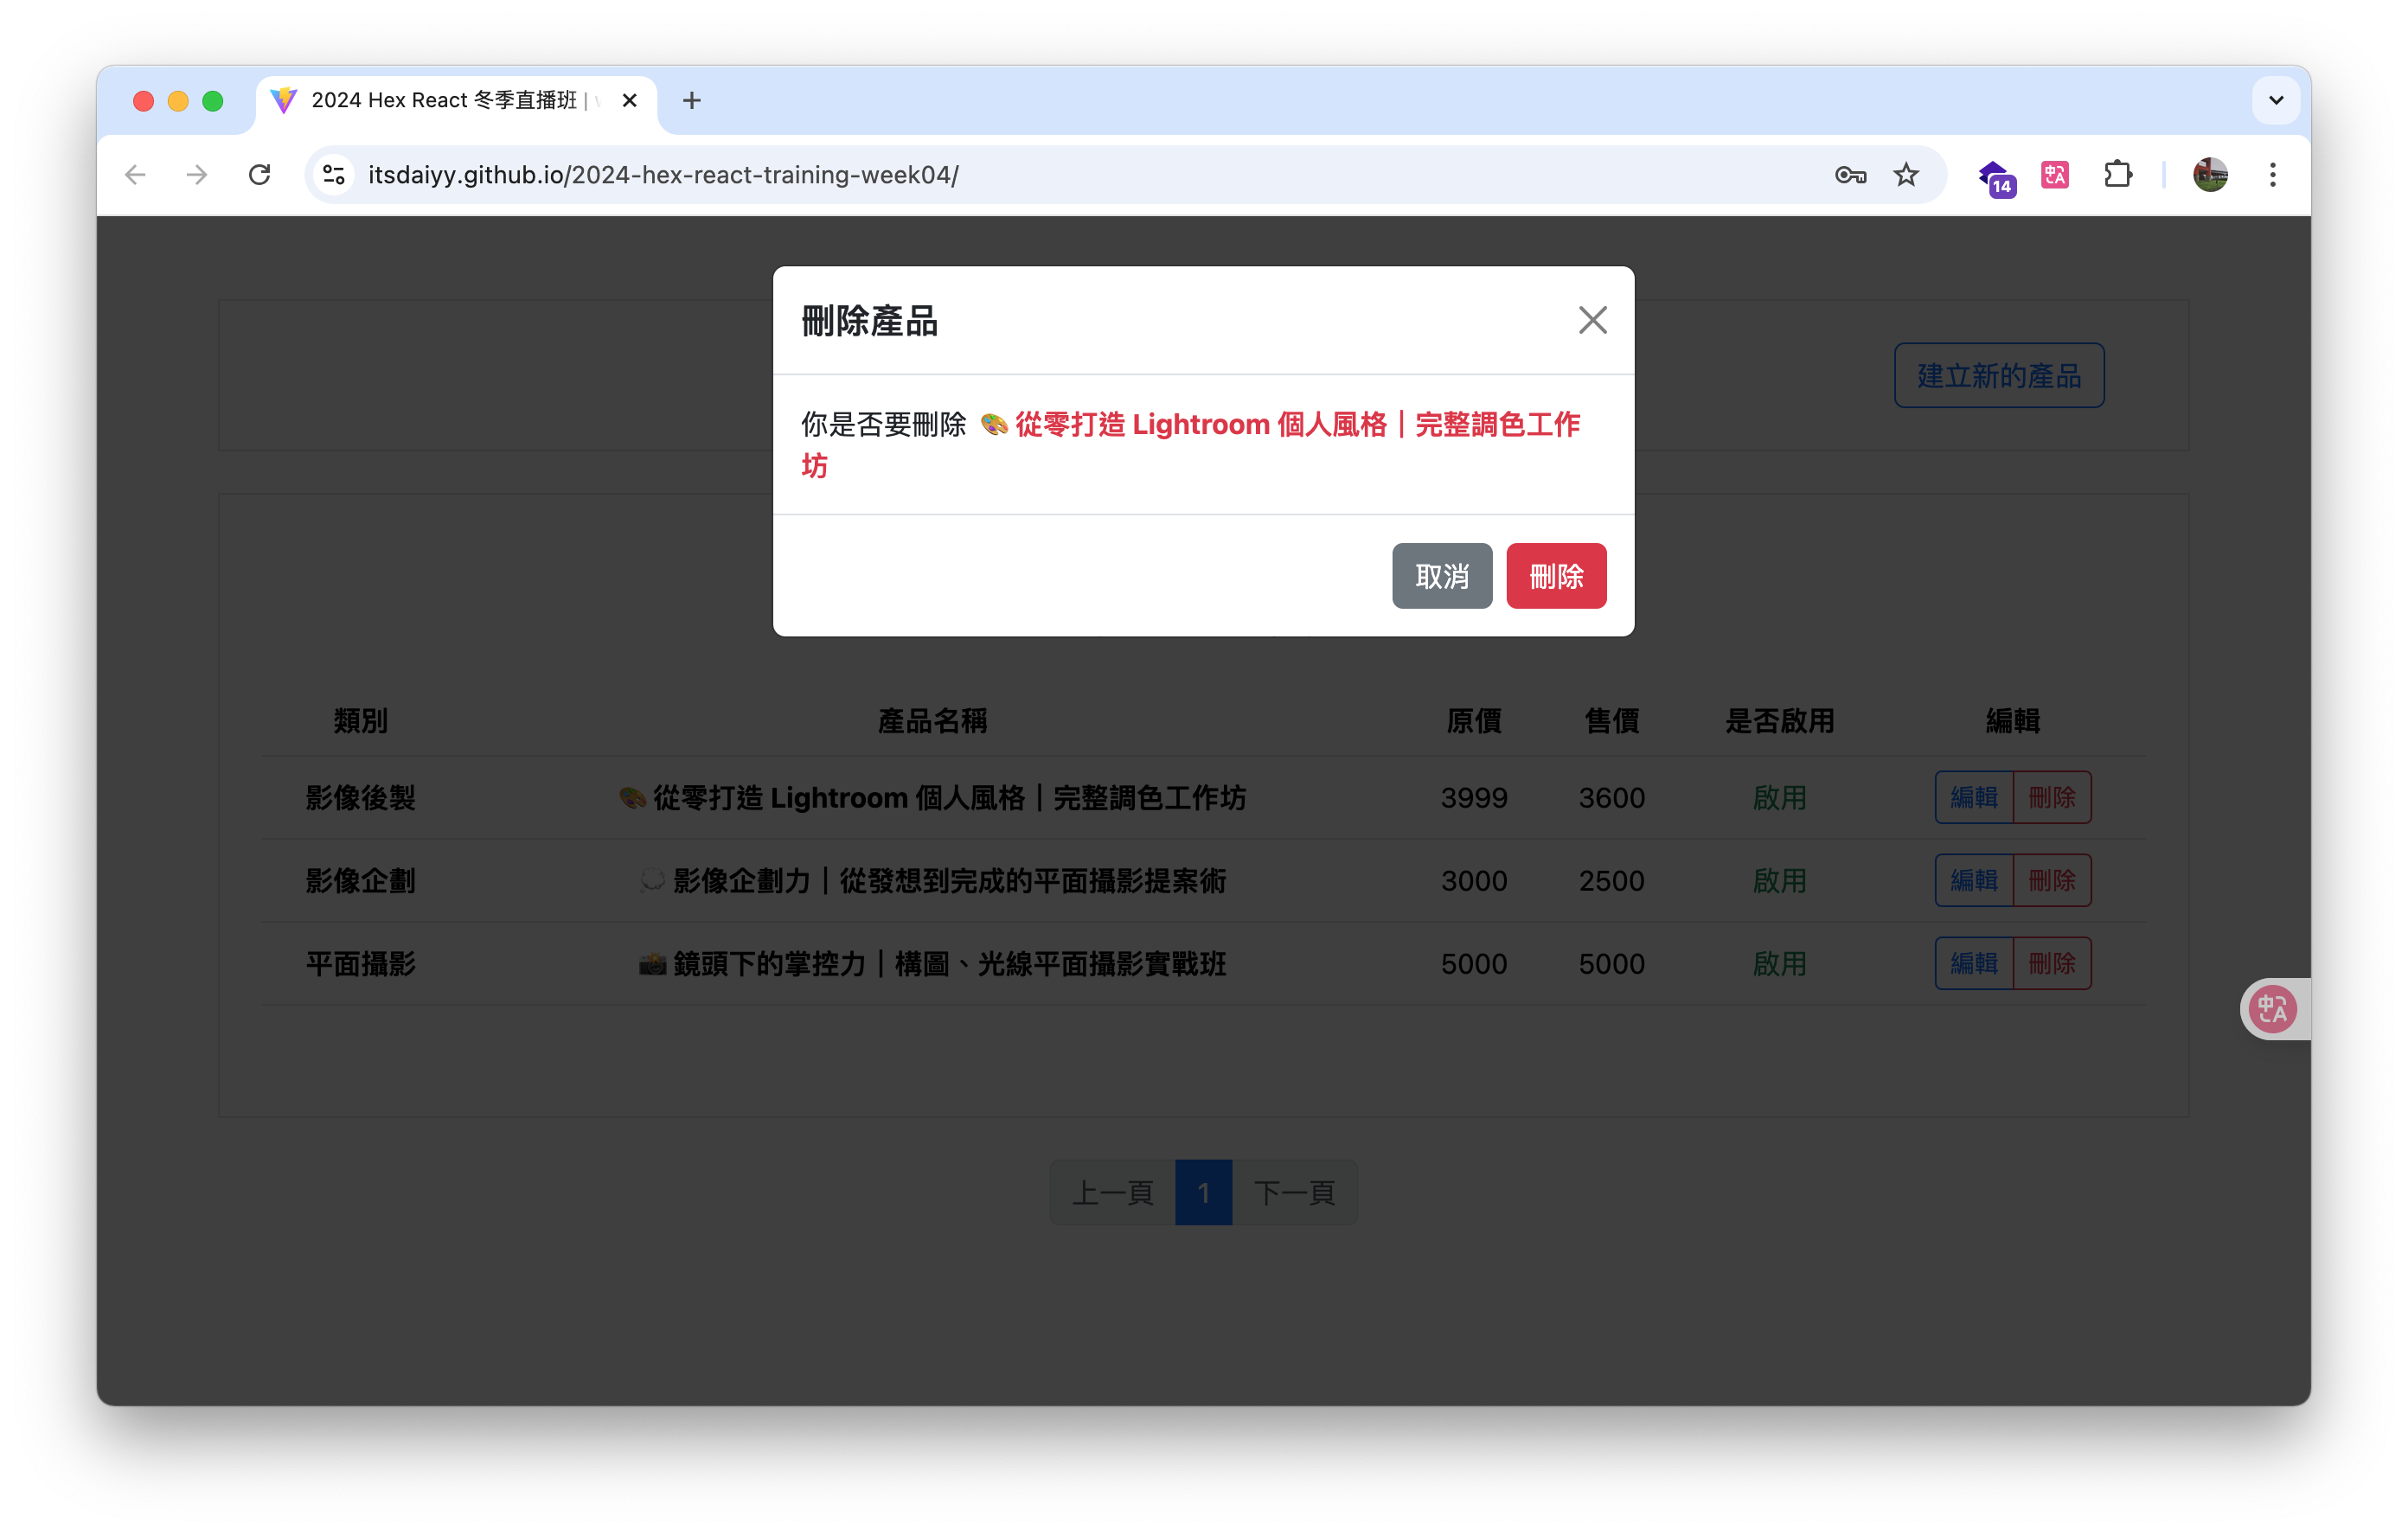 2024 Hex React 冬季直播班 |
itsdaiyy.github.io/2024-hex-react-training-week04/
14
中A
刪除產品
建立新的產品
你是否要刪除 🎨 從零打造 Lightroom 個人風格｜完整調色工作
坊
取消 刪除
類別 產品名稱 原價 售價 是否啟用 編輯
影像後製 🎨 從零打造 Lightroom 個人風格｜完整調色工作坊 3999 3600 啟用 編輯 刪除
影像企劃 💭 影像企劃力｜從發想到完成的平面攝影提案術 3000 2500 啟用 編輯 刪除
平面攝影 📸 鏡頭下的掌控力｜構圖、光線平面攝影實戰班 5000 5000 啟用 編輯 刪除
中A
上一頁 1 下一頁